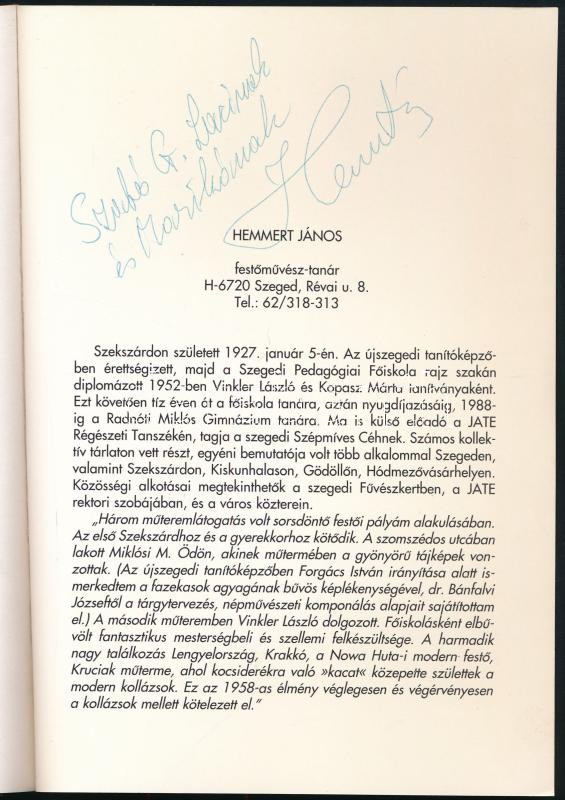 Szabó G. Lacinak
és Marikónak
Hemmert J
HEMMERT JÁNOS
festőművész-tanár
H-6720 Szeged, Révai u. 8.
Tel.: 62/318-313
Szekszárdon született 1927. január 5-én. Az újszegedi tanítóképző-
ben érettségizett, majd a Szegedi Pedagógiai Főiskola rajz szakán
diplomázott 1952-ben Vinkler László és Kopasz Márta tanítványaként.
Ezt követően tíz éven át a főiskola tanára, aztán nyugdíjazásáig, 1988-
ig a Radnóti Miklós Gimnázium tanára. Ma is külső előadó a JATE
Régészeti Tanszékén, tagja a szegedi Szépmíves Céhnek. Számos kollek-
tív tárlaton vett részt, egyéni bemutatója volt több alkalommal Szegeden,
valamint Szekszárdon, Kiskunhalason, Gödöllőn, Hódmezővásárhelyen.
Közösségi alkotásai megtekinthetők a szegedi Füvészkertben, a JATE
rektori szobájában, és a város közterein.
„Három műteremlátogatás volt sorsdöntő festői pályám alakulásában.
Az első Szekszárdhoz és a gyerekkorhoz kötődik. A szomszédos utcában
lakott Miklósi M. Ödön, akinek műtermében a gyönyörű tájképek von-
zottak. (Az újszegedi tanítóképzőben Forgács István irányítása alatt is-
merkedtem a fazekasok agyagának bűvös képlékenységével, dr. Bánfalvi
Józseftől a tárgytervezés, népművészeti komponálás alapjait sajátítottam
el.) A második műteremben Vinkler László dolgozott. Főiskolásként elbű-
völt fantasztikus mesterségbeli és szellemi felkészültsége. A harmadik
nagy találkozás Lengyelország, Krakkó, a Nowa Huta-i modern festő,
Kruciak műterme, ahol kocsiderékra való »kacat« közepette születtek a
modern kollázsok. Ez az 1958-as élmény véglegesen és végérvényesen
a kollázsok mellett kötelezett el.”